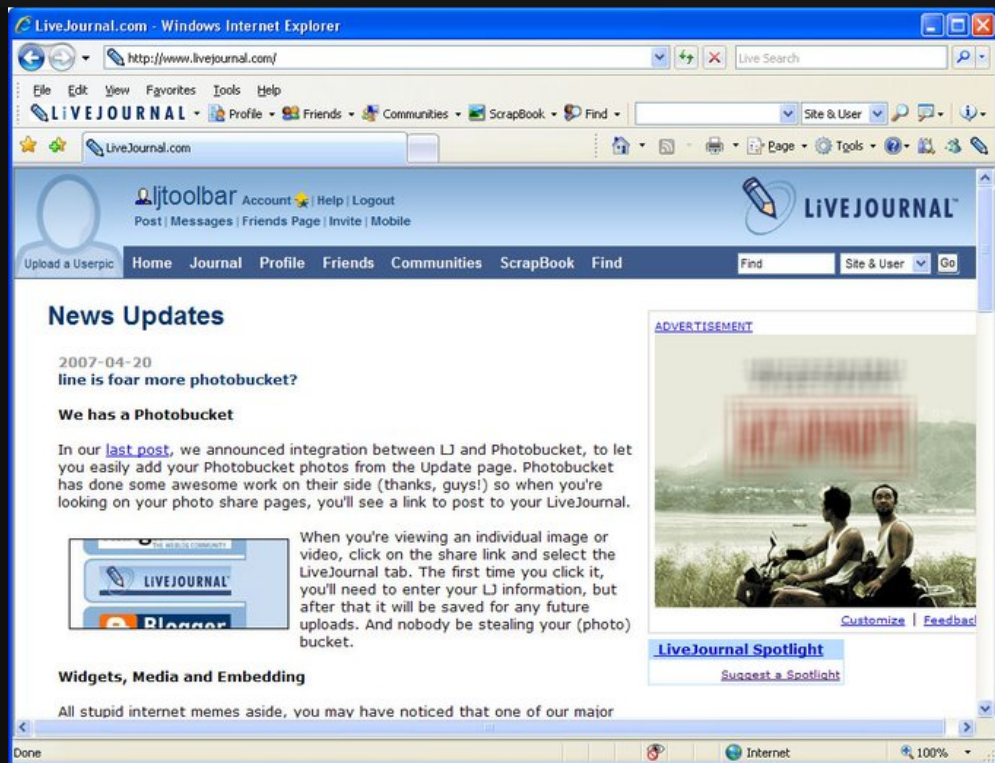 LiveJournal.com - Windows Internet Explorer
http://www.livejournal.com/
Live Search
File Edit View Favorites Tools Help
LiVEJOURNAL Profile Friends Communities ScrapBook Find Site & User
LiveJournal.com
Page Tools
ljtoolbar Account Help | Logout
Post | Messages | Friends Page | Invite | Mobile
LiVEJOURNAL™
Upload a Userpic Home Journal Profile Friends Communities ScrapBook Find Find Site & User Go
News Updates
2007-04-20
line is foar more photobucket?
We has a Photobucket
In our last post, we announced integration between LJ and Photobucket, to let
you easily add your Photobucket photos from the Update page. Photobucket
has done some awesome work on their side (thanks, guys!) so when you're
looking on your photo share pages, you'll see a link to post to your LiveJournal.
THE WEBLOG COMMUNITY
LIVEJOURNAL
Blogger
When you're viewing an individual image or
video, click on the share link and select the
LiveJournal tab. The first time you click it,
you'll need to enter your LJ information, but
after that it will be saved for any future
uploads. And nobody be stealing your (photo)
bucket.
Widgets, Media and Embedding
All stupid internet memes aside, you may have noticed that one of our major
ADVERTISEMENT
Customize | Feedbac
LiveJournal Spotlight
Suggest a Spotlight
Done Internet 100%